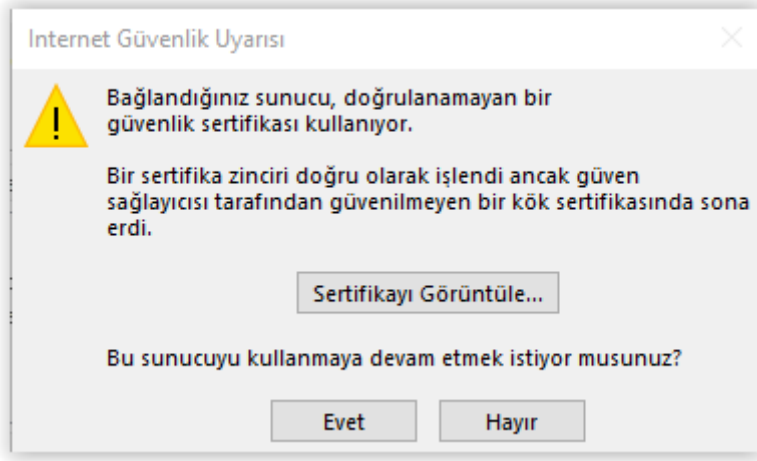 Internet Güvenlik Uyarısı
Bağlandığınız sunucu, doğrulanamayan bir
güvenlik sertifikası kullanıyor.
Bir sertifika zinciri doğru olarak işlendi ancak güven
sağlayıcısı tarafından güvenilmeyen bir kök sertifikasında sona
erdi.
Sertifikayı Görüntüle...
Bu sunucuyu kullanmaya devam etmek istiyor musunuz?
Evet
Hayır